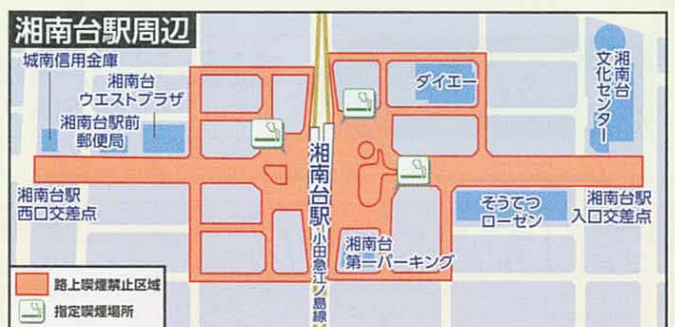 湘南台駅周辺
城南信用金庫
湘南台
ウエストプラザ
湘南台駅前
郵便局
湘南台駅
西口交差点
湘南台駅
小田急江ノ島線
ダイエー
湘南台
文化センター
そうてつ
ローゼン
湘南台駅
入口交差点
湘南台
第一パーキング
路上喫煙禁止区域
指定喫煙場所